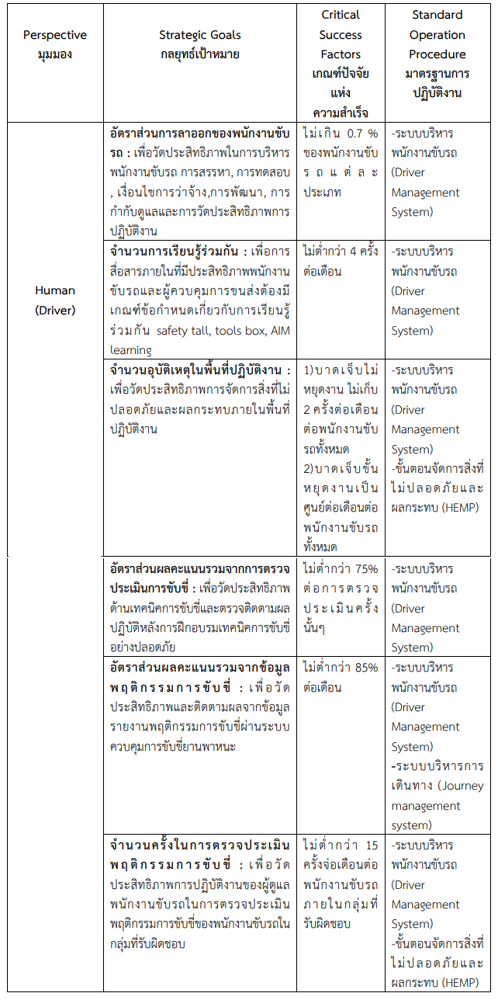 Perspective
มุมมอง
Strategic Goals
กลยุทธ์เป้าหมาย
Critical
Success
Factors
เกณฑ์ปัจจัย
แห่ง
ความสำเร็จ
Standard
Operation
Procedure
มาตรฐานการ
ปฏิบัติงาน
Human
(Driver)
อัตราส่วนการลาออกของพนักงานขับ
รถ : เพื่อวัดประสิทธิภาพในการบริหาร
พนักงานขับรถ การสรรหา, การทดสอบ
, เงื่อนไขการว่าจ้าง,การพัฒนา, การ
กำกับดูแลและการวัดประสิทธิภาพการ
ปฏิบัติงาน
ไม่เกิน 0.7 %
ของพนักงานขับ
รถแต่ละ
ประเภท
-ระบบบริหาร
พนักงานขับรถ
(Driver
Management
System)
จำนวนการเรียนรู้ร่วมกัน : เพื่อการ
สื่อสารภายในที่มีประสิทธิภาพพนักงาน
ขับรถและผู้ควบคุมการขนส่งต้องมี
เกณฑ์ข้อกำหนดเกี่ยวกับการเรียนรู้
ร่วมกัน safety tall, tools box, AIM
learning
ไม่ต่ำกว่า 4 ครั้ง
ต่อเดือน
-ระบบบริหาร
พนักงานขับรถ
(Driver
Management
System)
จำนวนอุบัติเหตุในพื้นที่ปฏิบัติงาน :
เพื่อวัดประสิทธิภาพการจัดการสิ่งที่ไม่
ปลอดภัยและผลกระทบภายในพื้นที่
ปฏิบัติงาน
1)บาดเจ็บไม่
หยุดงาน ไม่เก็บ
2 ครั้งต่อเดือน
ต่อพนักงานขับ
รถทั้งหมด
2)บาดเจ็บขั้น
หยุดงานเป็น
ศูนย์ต่อเดือนต่อ
พนักงานขับรถ
ทั้งหมด
-ระบบบริหาร
พนักงานขับรถ
(Driver
Management
System)
-ขั้นตอนจัดการสิ่งที่
ไม่ปลอดภัยและ
ผลกระทบ (HEMP)
อัตราส่วนผลคะแนนรวมจากการตรวจ
ประเมินการขับขี่ : เพื่อวัดประสิทธิภาพ
ด้านเทคนิคการขับขี่และตรวจติดตามผล
ปฏิบัติหลังการฝึกอบรมเทคนิคการขับขี่
อย่างปลอดภัย
ไม่ต่ำกว่า 75%
ต่อการตรวจ
ประเมินครั้ง
นั้นๆ
-ระบบบริหาร
พนักงานขับรถ
(Driver
Management
System)
อัตราส่วนผลคะแนนรวมจากข้อมูล
พฤติกรรมการขับขี่ : เพื่อวัด
ประสิทธิภาพและติดตามผลจากข้อมูล
รายงานพฤติกรรมการขับขี่ผ่านระบบ
ควบคุมการขับขี่ยานพาหนะ
ไม่ต่ำกว่า 85%
ต่อเดือน
-ระบบบริหาร
พนักงานขับรถ
(Driver
Management
System)
-ระบบบริหารการ
เดินทาง (Journey
management
system)
จำนวนครั้งในการตรวจประเมิน
พฤติกรรมการขับขี่ : เพื่อวัด
ประสิทธิภาพการปฏิบัติงานของผู้ดูแล
พนักงานขับรถในการตรวจประเมิน
พฤติกรรมการขับขี่ของพนักงานขับรถใน
กลุ่มที่รับผิดชอบ
ไม่ต่ำกว่า 15
ครั้งจ่อเดือนต่อ
พนักงานขับรถ
ภายในกลุ่มที่
รับผิดชอบ
-ระบบบริหาร
พนักงานขับรถ
(Driver
Management
System)
-ขั้นตอนจัดการสิ่งที่
ไม่ปลอดภัยและ
ผลกระทบ (HEMP)